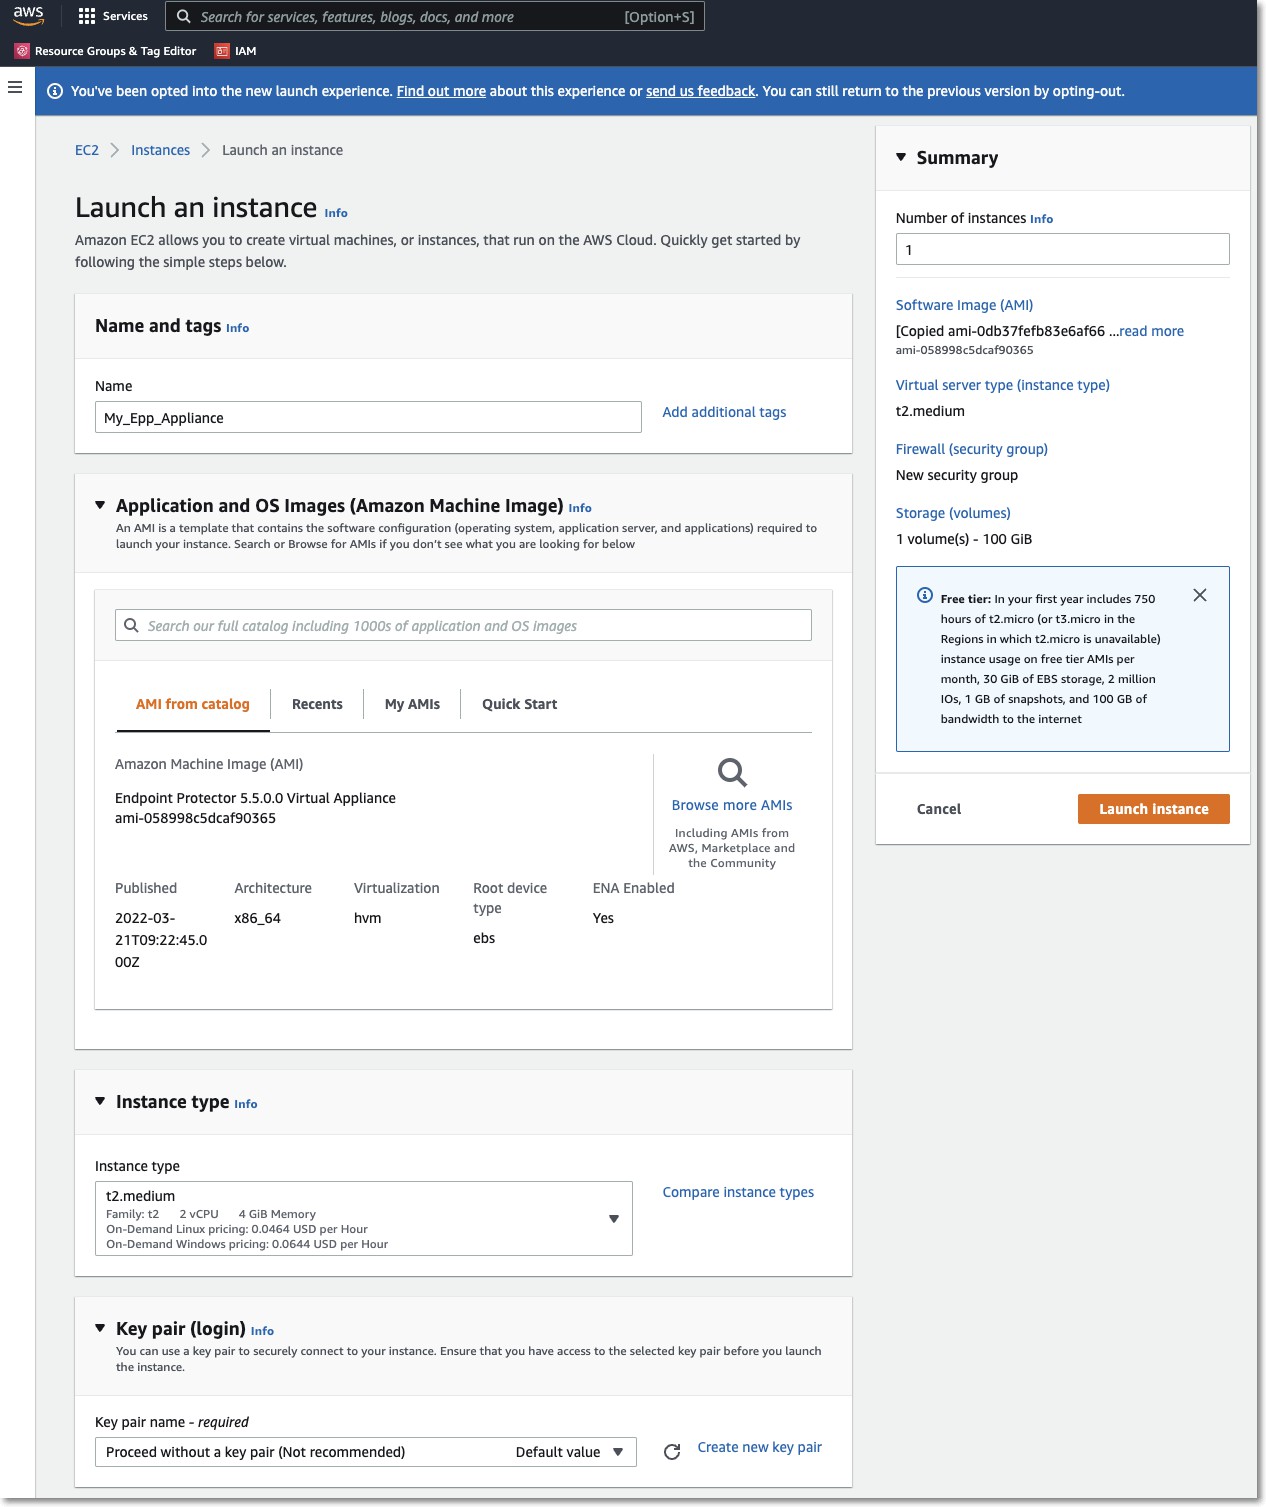 aws
Services
Search for services, features, blogs, docs, and more
[Option+S]
Resource Groups & Tag Editor
IAM
You've been opted into the new launch experience. Find out more about this experience or send us feedback. You can still return to the previous version by opting-out.
EC2
Instances
Launch an instance
Launch an instance Info
Amazon EC2 allows you to create virtual machines, or instances, that run on the AWS Cloud. Quickly get started by
following the simple steps below.
Name and tags Info
Name
My_Epp_Appliance
Add additional tags
Application and OS Images (Amazon Machine Image) Info
An AMI is a template that contains the software configuration (operating system, application server, and applications) required to
launch your instance. Search or Browse for AMIs if you don't see what you are looking for below
Search our full catalog including 1000s of application and OS images
AMI from catalog
Recents
My AMIs
Quick Start
Amazon Machine Image (AMI)
Endpoint Protector 5.5.0.0 Virtual Appliance
ami-058998c5dcaf90365
Browse more AMIs
Including AMIs from
AWS, Marketplace and
the Community
Published
2022-03-
21T09:22:45.0
00Z
Architecture
x86_64
Virtualization
hvm
Root device
type
ebs
ENA Enabled
Yes
Instance type Info
Instance type
t2.medium
Family: t2 2 vCPU 4 GiB Memory
On-Demand Linux pricing: 0.0464 USD per Hour
On-Demand Windows pricing: 0.0644 USD per Hour
Compare instance types
Key pair (login) Info
You can use a key pair to securely connect to your instance. Ensure that you have access to the selected key pair before you launch
the instance.
Key pair name - required
Proceed without a key pair (Not recommended)
Default value
Create new key pair
Summary
Number of instances Info
1
Software Image (AMI)
[Copied ami-0db37fefb83e6af66 ...read more
ami-058998c5dcaf90365
Virtual server type (instance type)
t2.medium
Firewall (security group)
New security group
Storage (volumes)
1 volume(s) - 100 GiB
Free tier: In your first year includes 750
hours of t2.micro (or t3.micro in the
Regions in which t2.micro is unavailable)
instance usage on free tier AMIs per
month, 30 GiB of EBS storage, 2 million
IOs, 1 GB of snapshots, and 100 GB of
bandwidth to the internet
Cancel
Launch instance